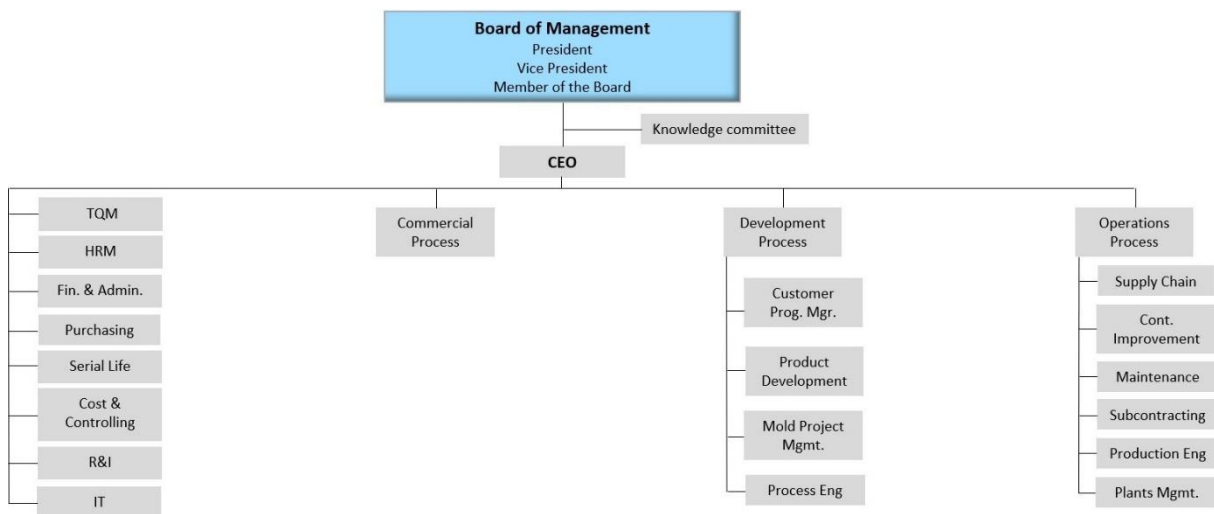 Board of Management
President
Vice President
Member of the Board
Knowledge committee
CEO
TQM
HRM
Fin. & Admin.
Purchasing
Serial Life
Cost &
Controlling
R&I
IT
Commercial
Process
Development
Process
Customer
Prog. Mgr.
Product
Development
Mold Project
Mgmt.
Process Eng
Operations
Process
Supply Chain
Cont.
Improvement
Maintenance
Subcontracting
Production Eng
Plants Mgmt.